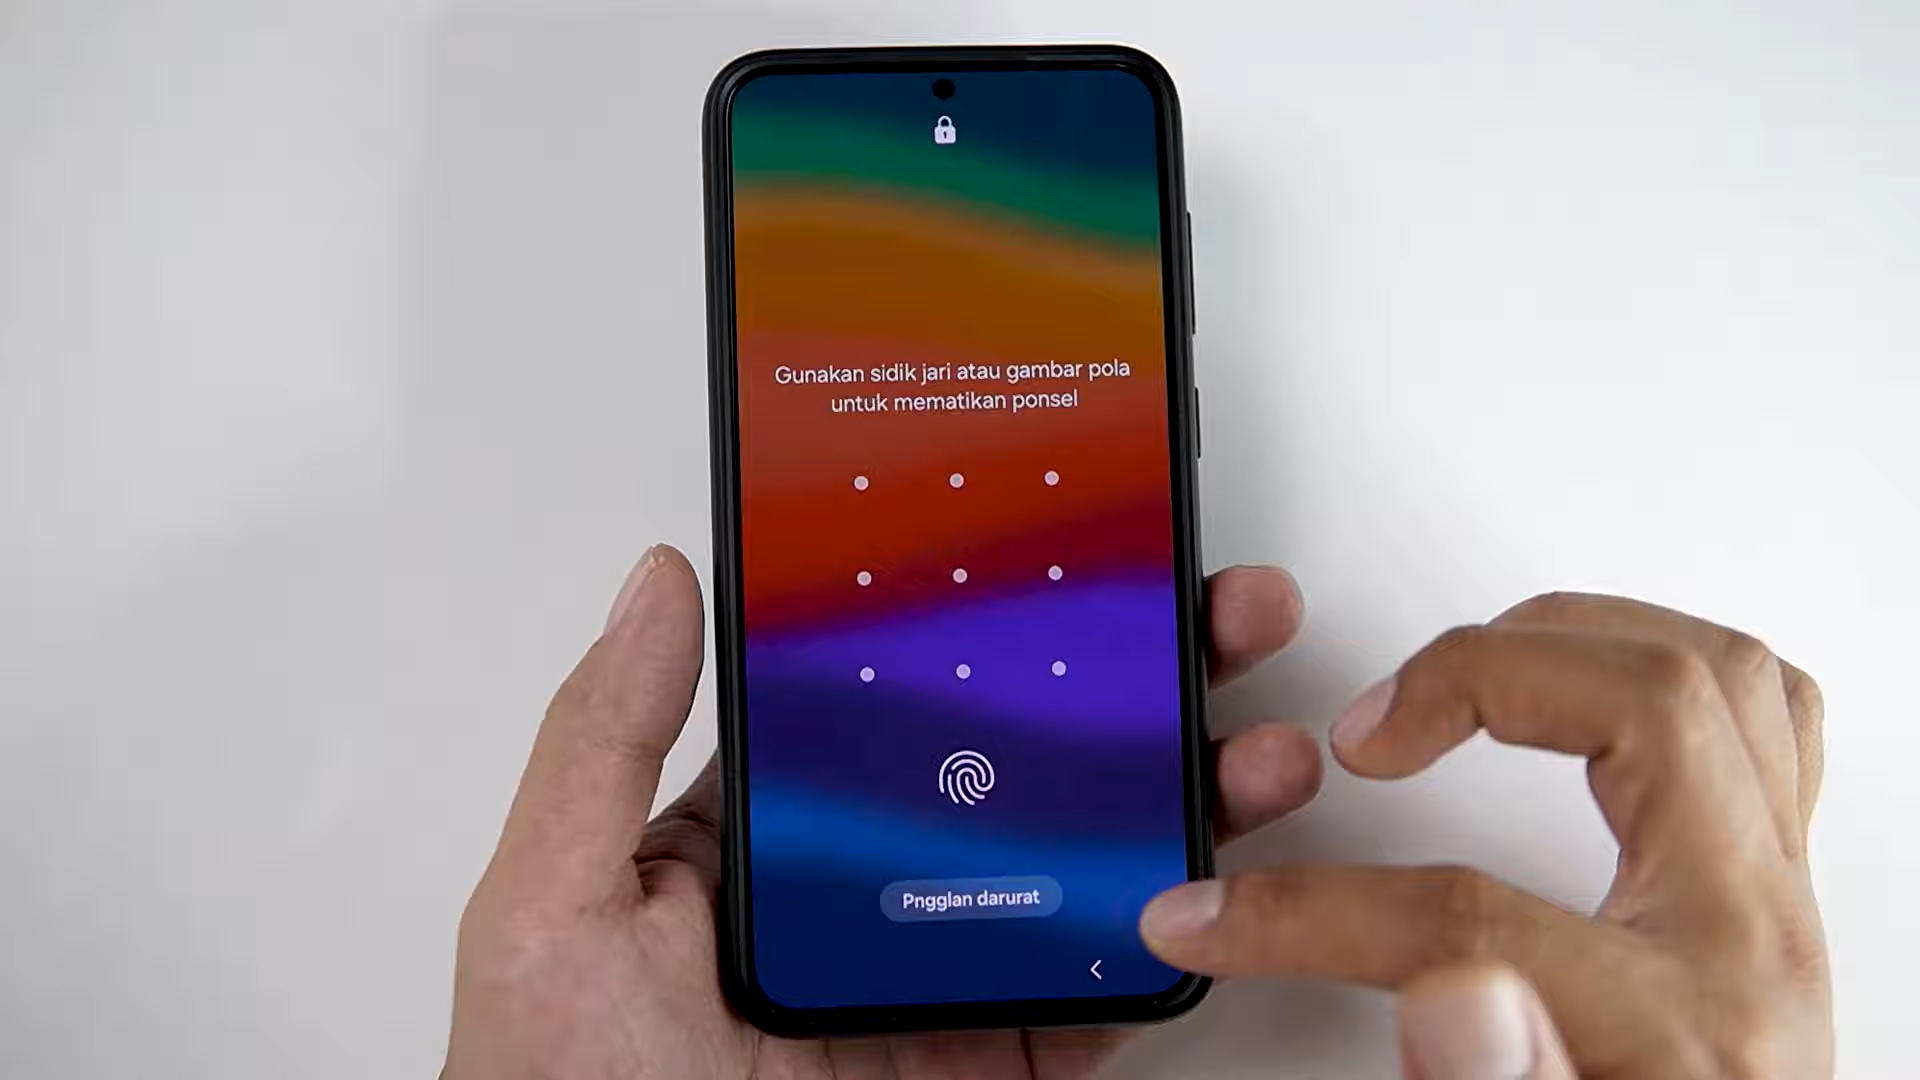 Gunakan sidik jari atau gambar pola
untuk mematikan ponsel
Pngglan darurat